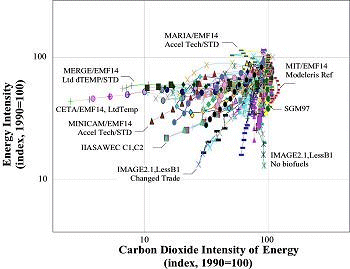 MARIA/EMF14
Accel Tech/STD
100
MERGE/EMF14
Ltd dTEMP/STD
MIT/EMF14
Modeleris Ref
CETA/EMF14, LtdTemp
SGM97
MINICAM/EMF14
Accel Tech/STD
IIASAWEC C1,C2
IMAGE2.1,LessB1
Changed Trade
IMAGE2.1,LessB1
No biofuels
10
Energy Intensity
(index, 1990=100)
10
100
Carbon Dioxide Intensity of Energy
(index, 1990=100)